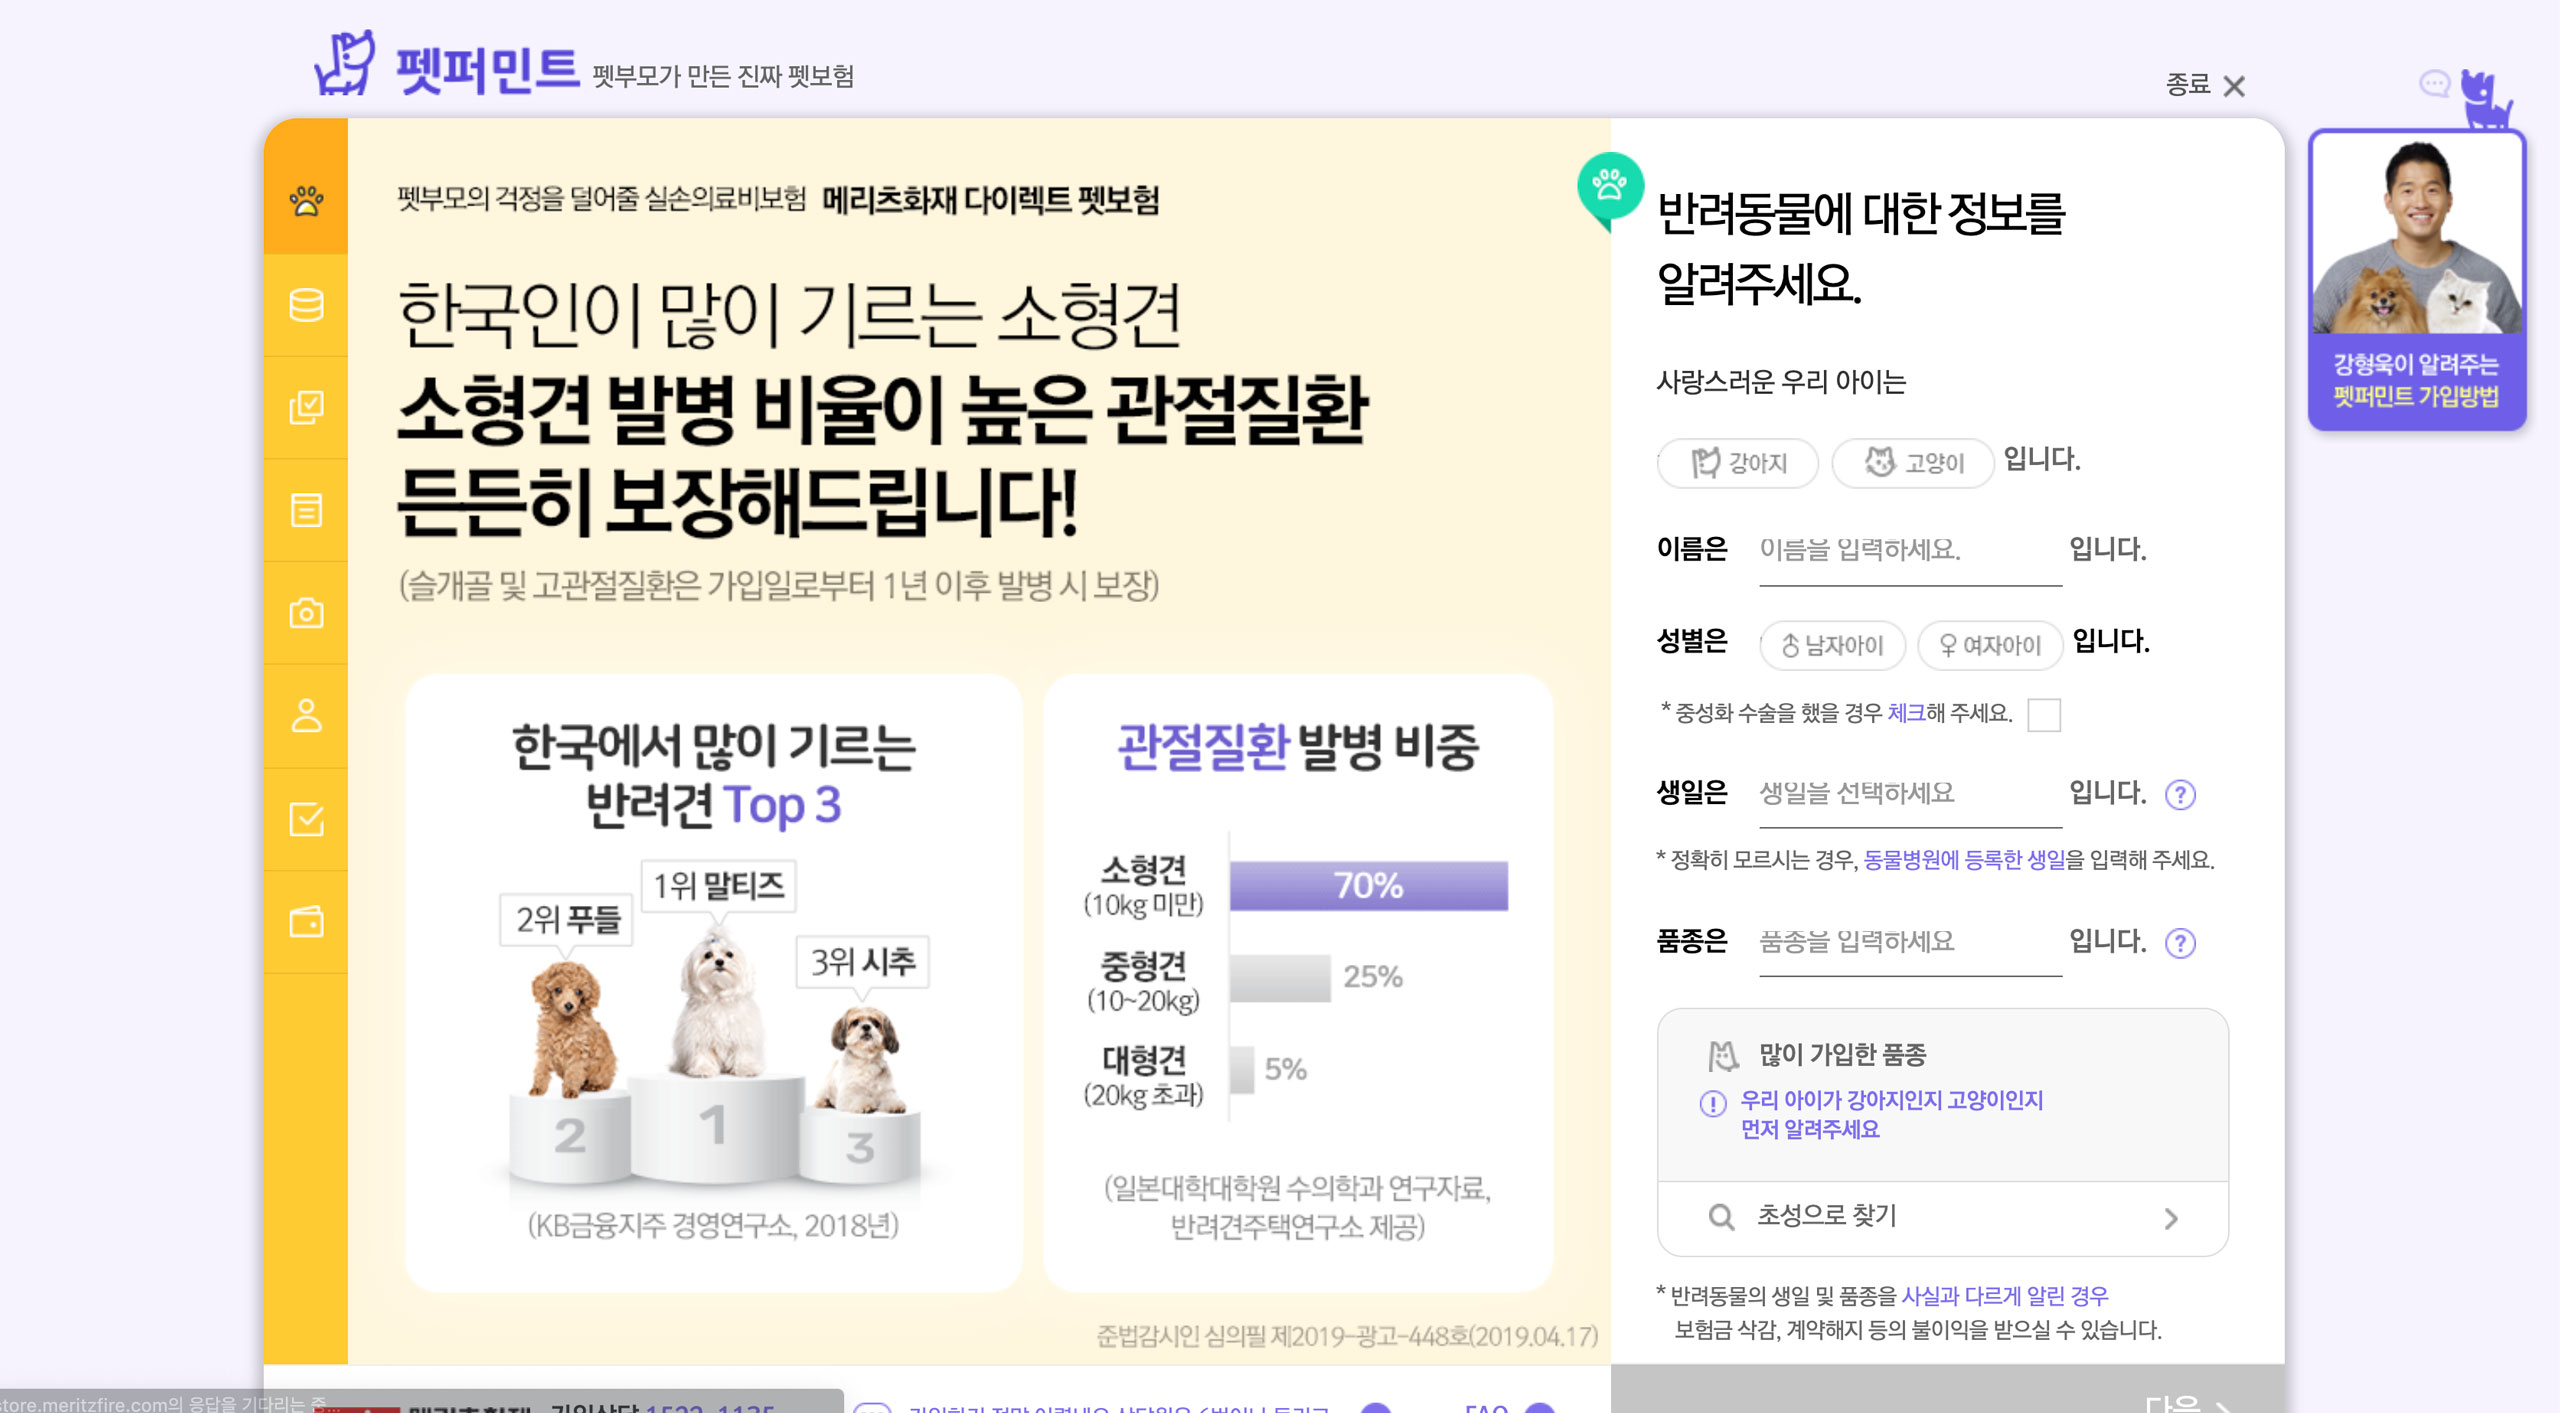 펫퍼민트 펫부모가 만든 진짜 펫보험
종료
펫부모의 걱정을 덜어줄 실손의료비보험 메리츠화재 다이렉트 펫보험
한국인이 많이 기르는 소형견
소형견 발병 비율이 높은 관절질환
든든히 보장해드립니다!
(슬개골 및 고관절질환은 가입일로부터 1년 이후 발병 시 보장)
한국에서 많이 기르는
반려견 Top 3
1위 말티즈
2위 푸들
3위 시추
2
1
3
(KB금융지주 경영연구소, 2018년)
관절질환 발병 비중
소형견
(10kg 미만)
70%
중형견
(10~20kg)
25%
대형견
(20kg 초과)
5%
(일본대학대학원 수의학과 연구자료,
반려견주택연구소 제공)
준법감시인 심의필 제2019-광고-448호(2019.04.17)
반려동물에 대한 정보를
알려주세요.
사랑스러운 우리 아이는
강아지 고양이 입니다.
이름은 이름을 입력하세요. 입니다.
성별은 남자아이 여자아이 입니다.
* 중성화 수술을 했을 경우 체크해 주세요.
생일은 생일을 선택하세요 입니다. ?
* 정확히 모르시는 경우, 동물병원에 등록한 생일을 입력해 주세요.
품종은 품종을 입력하세요 입니다. ?
많이 가입한 품종
우리 아이가 강아지인지 고양이인지
먼저 알려주세요
초성으로 찾기
* 반려동물의 생일 및 품종을 사실과 다르게 알린 경우
보험금 삭감, 계약해지 등의 불이익을 받으실 수 있습니다.
다음
강형욱이 알려주는
펫퍼민트 가입방법
store.meritzfire.com의 응답을 기다리는 중...
메리츠화재 가입상담 1522-1135
FAQ